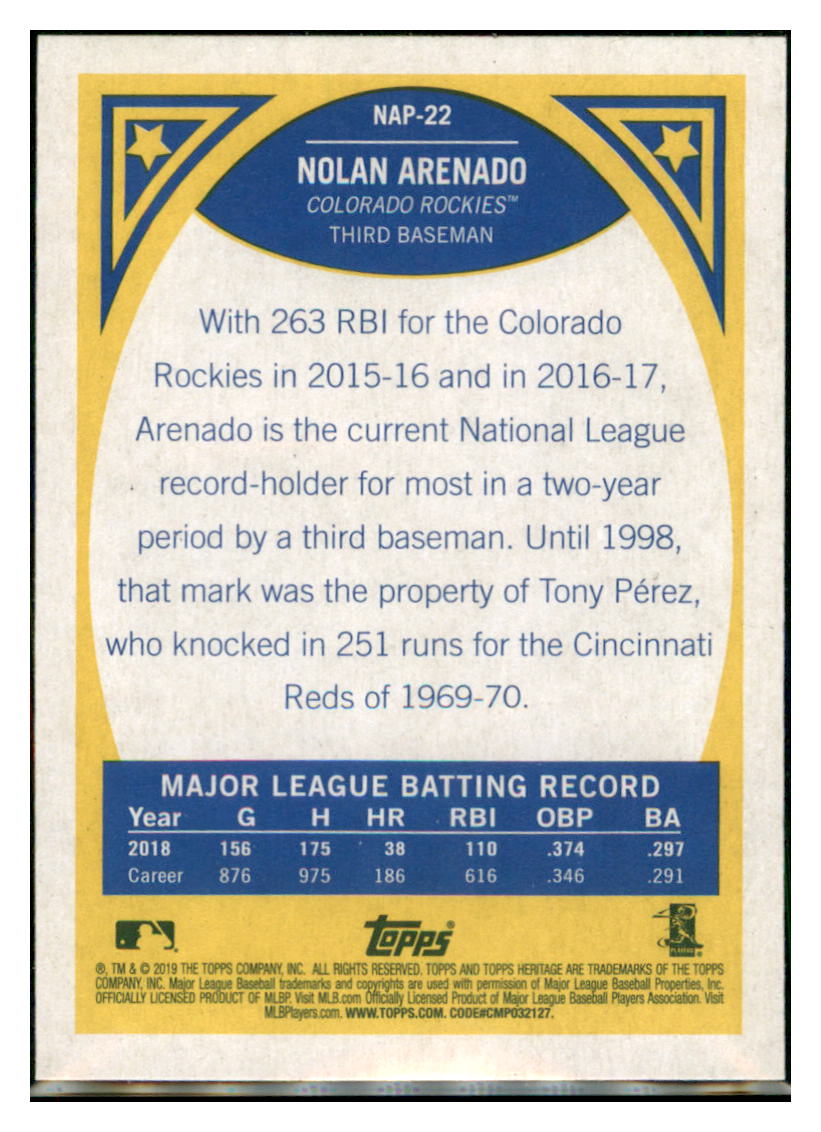 NAP-22
NOLAN ARENADO
COLORADO ROCKIES™
THIRD BASEMAN
With 263 RBI for the Colorado
Rockies in 2015-16 and in 2016-17,
Arenado is the current National League
record-holder for most in a two-year
period by a third baseman. Until 1998,
that mark was the property of Tony Pérez,
who knocked in 251 runs for the Cincinnati
Reds of 1969-70.
MAJOR LEAGUE BATTING RECORD
Year G H HR RBI OBP BA
2018 156 175 38 110 .374 .297
Career 876 975 186 616 .346 .291
topps®
PLAYERS
®, TM & © 2019 THE TOPPS COMPANY, INC. ALL RIGHTS RESERVED. TOPPS AND TOPPS HERITAGE ARE TRADEMARKS OF THE TOPPS
COMPANY, INC. Major League Baseball trademarks and copyrights are used with permission of Major League Baseball Properties, Inc.
OFFICIALLY LICENSED PRODUCT OF MLBP. Visit MLB.com Officially Licensed Product of Major League Baseball Players Association. Visit
MLBPlayers.com. WWW.TOPPS.COM. CODE#CMP032127.